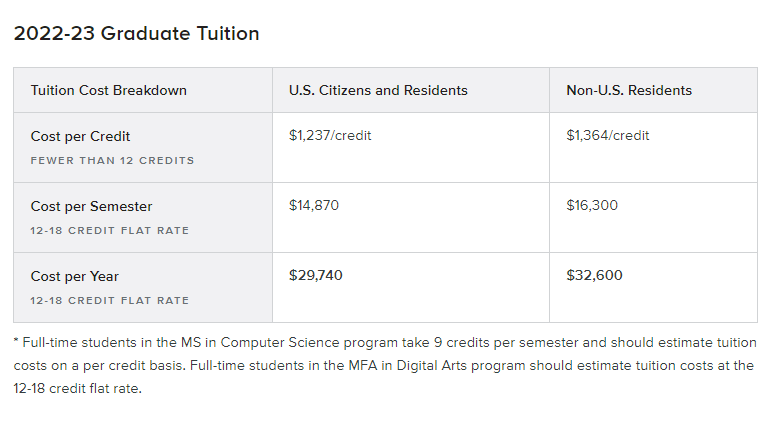 2022-23 Graduate Tuition
Tuition Cost Breakdown U.S. Citizens and Residents Non-U.S. Residents
Cost per Credit $1,237/credit $1,364/credit
FEWER THAN 12 CREDITS
Cost per Semester $14,870 $16,300
12-18 CREDIT FLAT RATE
Cost per Year $29,740 $32,600
12-18 CREDIT FLAT RATE
* Full-time students in the MS in Computer Science program take 9 credits per semester and should estimate tuition
costs on a per credit basis. Full-time students in the MFA in Digital Arts program should estimate tuition costs at the
12-18 credit flat rate.